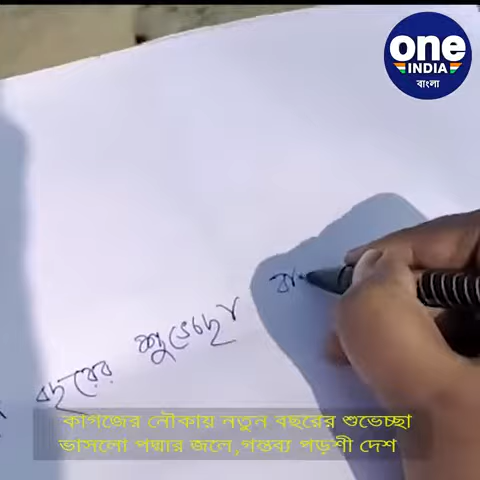 one
INDIA
বাংলা
বছরের শুভেচ্ছা
কাগজের নৌকায় নতুন বছরের শুভেচ্ছা
ভাসলো পদ্মার জলে,গন্তব্য পড়শী দেশ